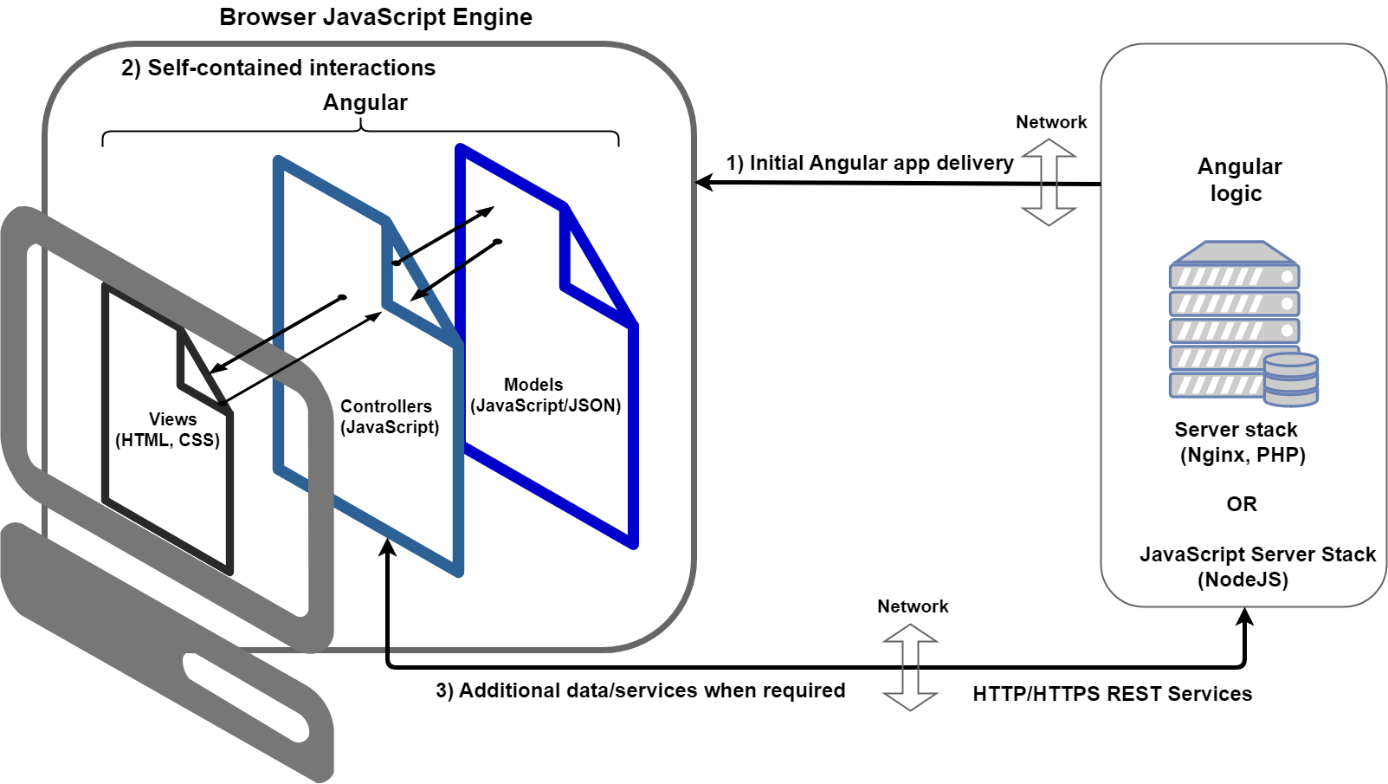 Browser JavaScript Engine
2) Self-contained interactions
Angular
Views
(HTML, CSS)
Controllers
(JavaScript)
Models
(JavaScript/JSON)
Network
1) Initial Angular app delivery
Angular
logic
Server stack
(Nginx, PHP)
OR
JavaScript Server Stack
(NodeJS)
Network
3) Additional data/services when required
HTTP/HTTPS REST Services